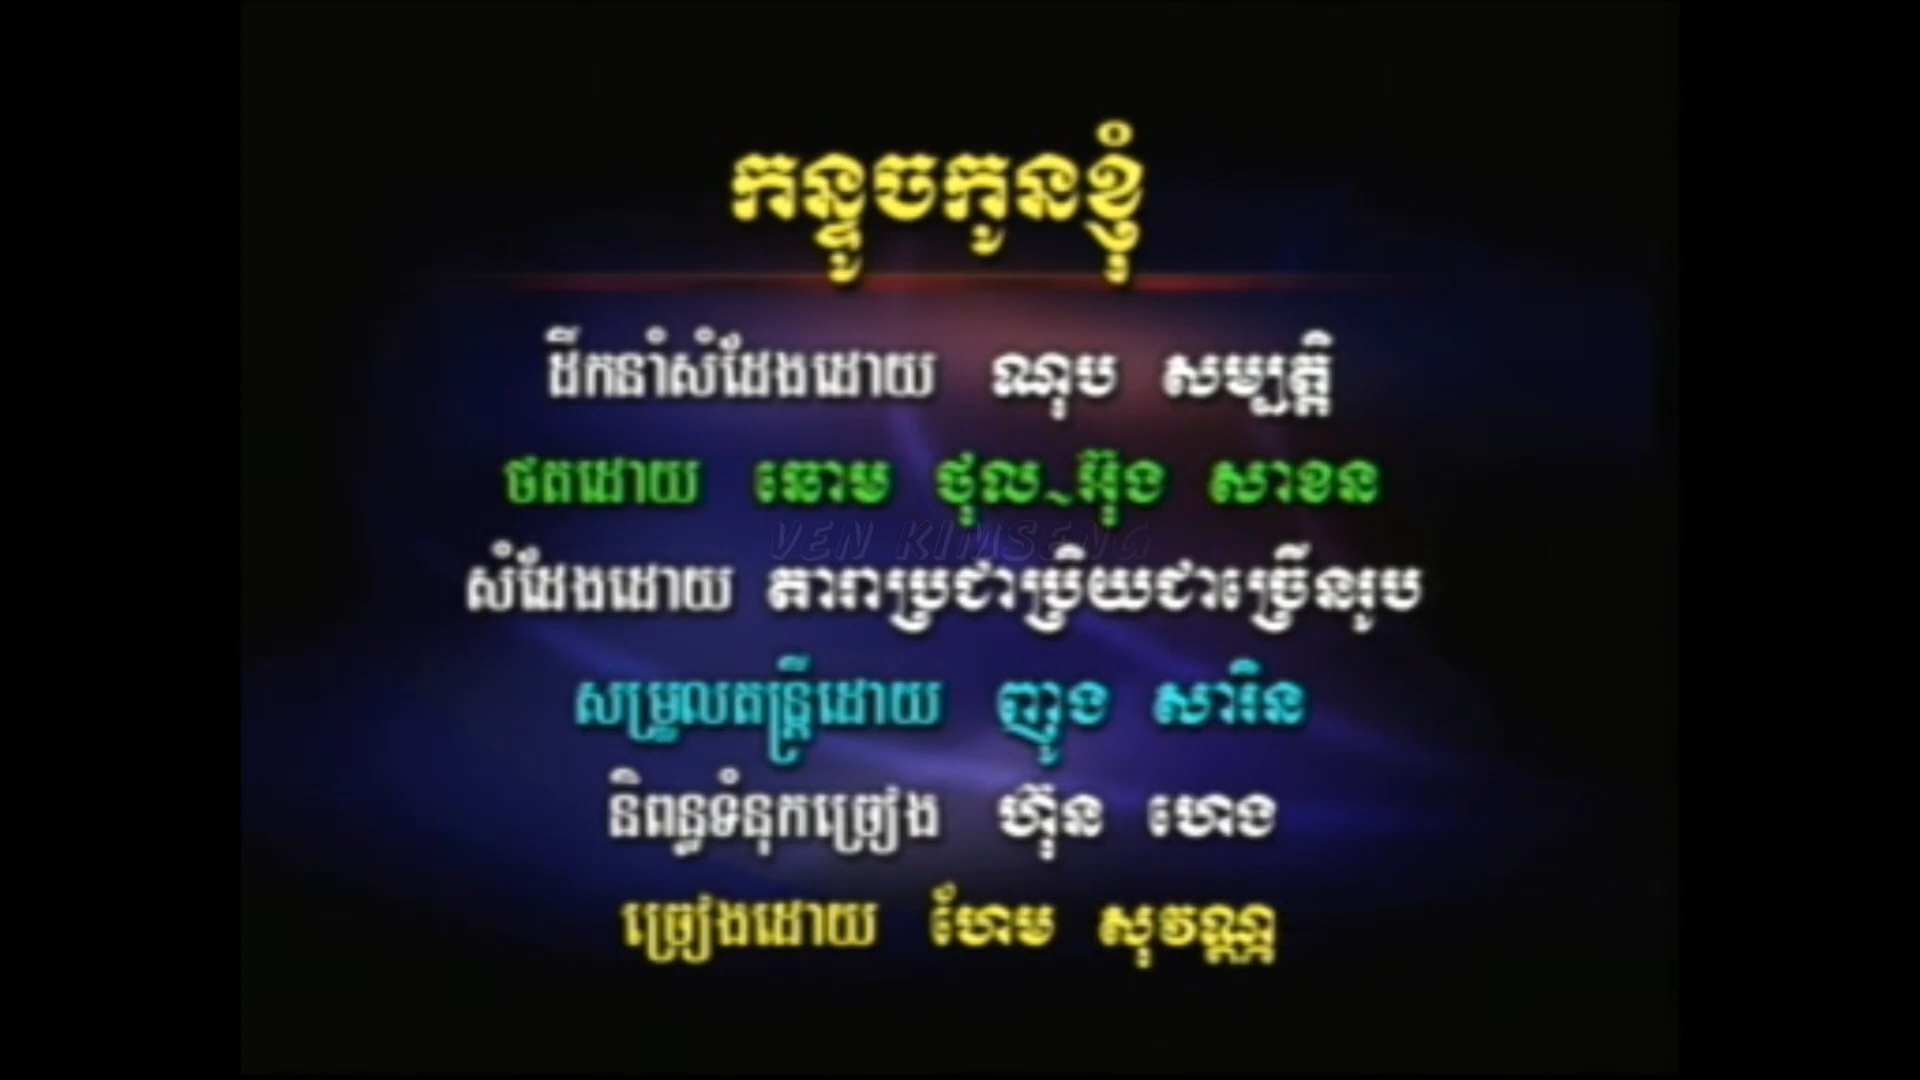 កន្ទូចកូនខ្ញុំ
ដឹកនាំសំដែងដោយ ណុប សម្បត្តិ
ថតដោយ ឆោម ថុល~អ៊ូង សាខន
VEN KIMSENG
សំដែងដោយ តារាប្រជាប្រិយជាច្រើនរូប
សម្រួលតន្ត្រីដោយ ញូង សារិន
និពន្ធទំនុកច្រៀង ហ៊ុន ហេង
ច្រៀងដោយ ហែម សុវណ្ណ